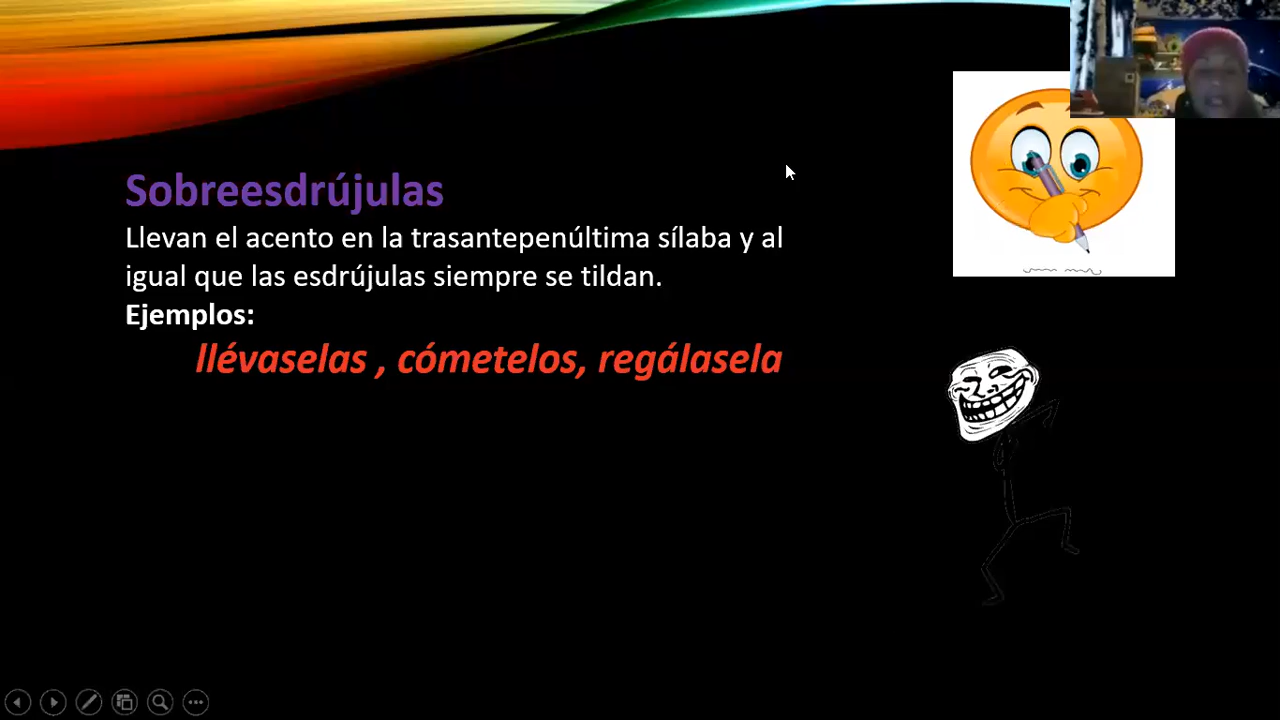 Sobreesdrújulas
Llevan el acento en la trasantepenúltima sílaba y al
igual que las esdrújulas siempre se tildan.
Ejemplos:
llévaselas , cómetelos, regálasela